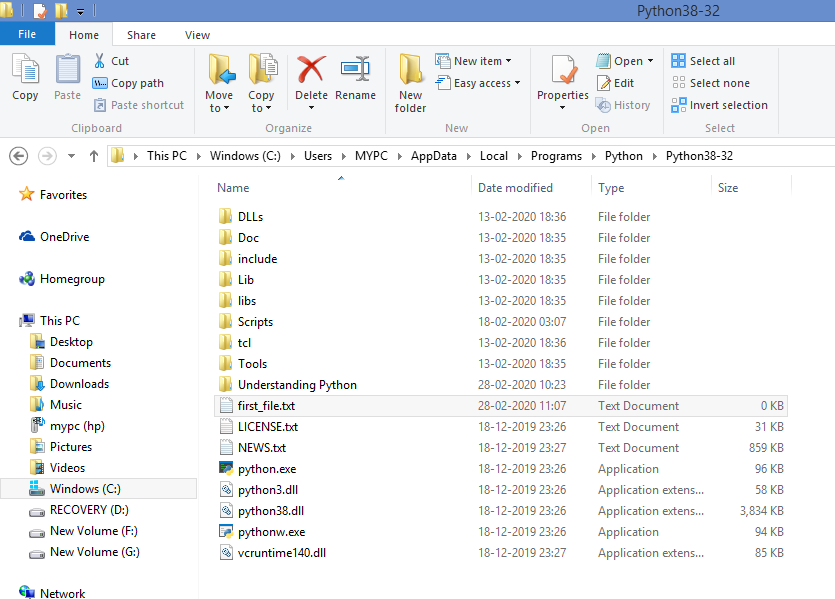 Python38-32
File Home Share View
Copy
Paste
Cut
Copy path
Paste shortcut
Clipboard
Move to
Copy to
Delete
Rename
Organize
New folder
New item
Easy access
New
Properties
Open
Edit
History
Open
Select all
Select none
Invert selection
Select
This PC Windows (C:) Users MYPC AppData Local Programs Python Python38-32
Favorites
OneDrive
Homegroup
This PC
Desktop
Documents
Downloads
Music
mypc (hp)
Pictures
Videos
Windows (C:)
RECOVERY (D:)
New Volume (F:)
New Volume (G:)
Network
Name Date modified Type Size
DLLs 13-02-2020 18:36 File folder
Doc 13-02-2020 18:35 File folder
include 13-02-2020 18:35 File folder
Lib 13-02-2020 18:35 File folder
libs 13-02-2020 18:35 File folder
Scripts 18-02-2020 03:07 File folder
tcl 13-02-2020 18:36 File folder
Tools 13-02-2020 18:35 File folder
Understanding Python 28-02-2020 10:23 File folder
first_file.txt 28-02-2020 11:07 Text Document 0 KB
LICENSE.txt 18-12-2019 23:26 Text Document 31 KB
NEWS.txt 18-12-2019 23:27 Text Document 859 KB
python.exe 18-12-2019 23:26 Application 96 KB
python3.dll 18-12-2019 23:26 Application extens... 58 KB
python38.dll 18-12-2019 23:26 Application extens... 3,834 KB
pythonw.exe 18-12-2019 23:26 Application 94 KB
vcruntime140.dll 18-12-2019 23:27 Application extens... 85 KB